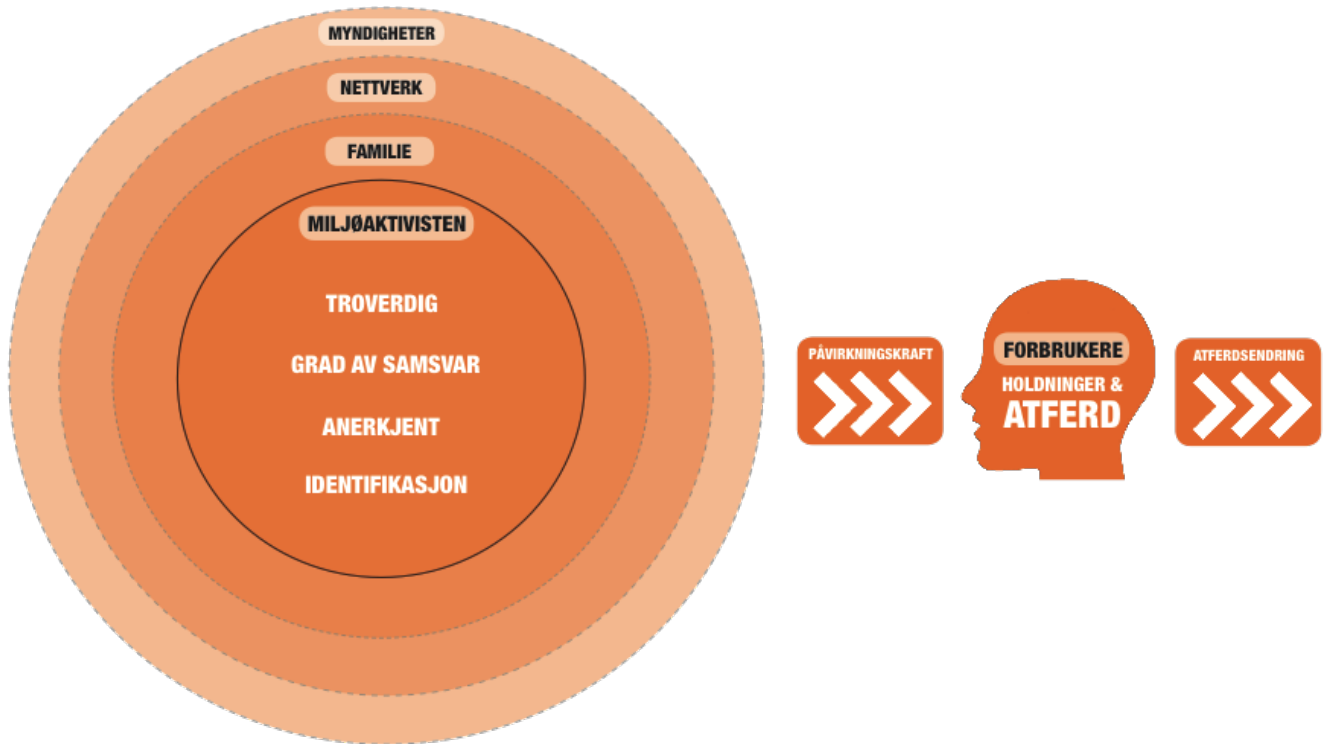 MYNDIGHETER
NETTVERK
FAMILIE
MILJØAKTIVISTEN
TROVERDIG
GRAD AV SAMSVAR
ANERKJENT
IDENTIFIKASJON
PÅVIRKNINGSKRAFT
FORBRUKERE
HOLDNINGER &
ATFERD
ATFERDSENDRING